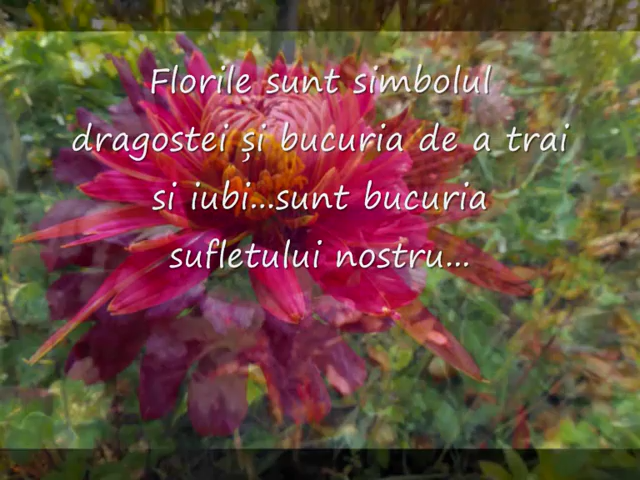 Florile sunt simbolul
dragostei și bucuria de a trai
si iubi...sunt bucuria
sufletului nostru...